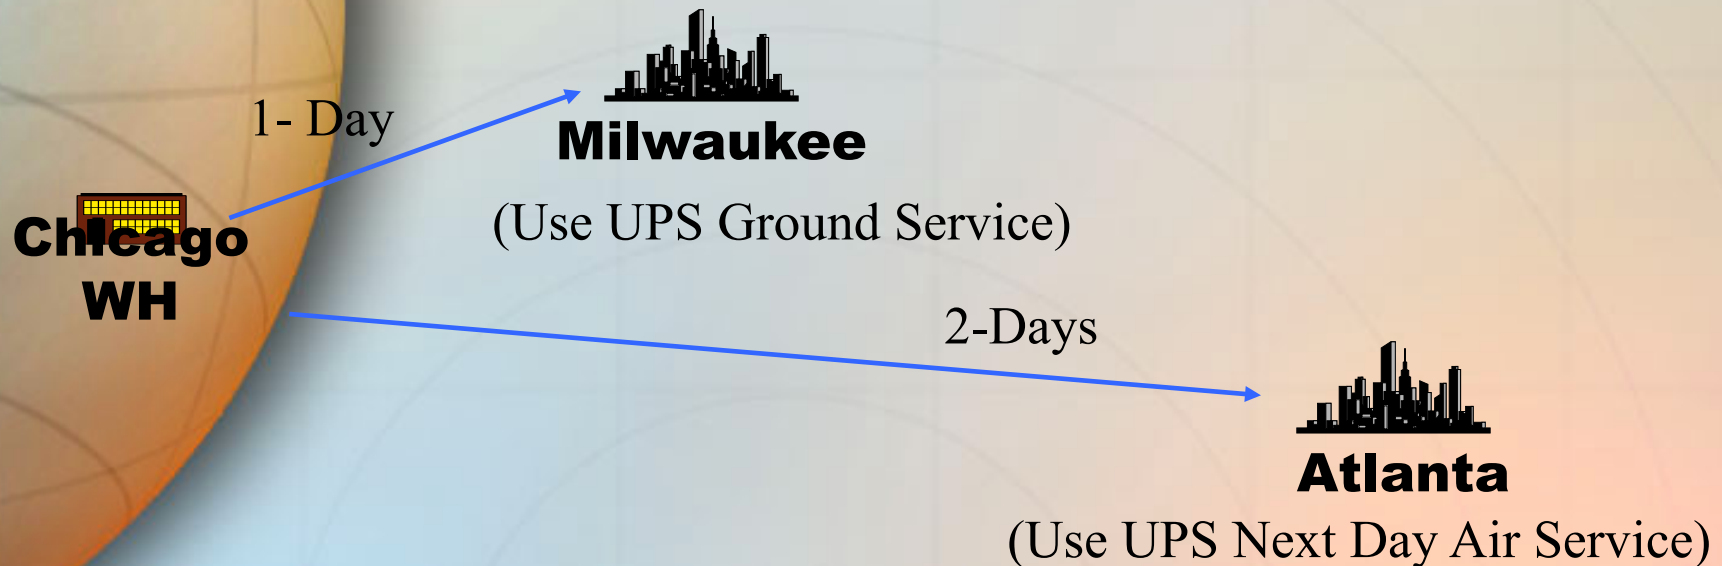 1- Day
Milwaukee
(Use UPS Ground Service)
Chicago
WH
2-Days
Atlanta
(Use UPS Next Day Air Service)